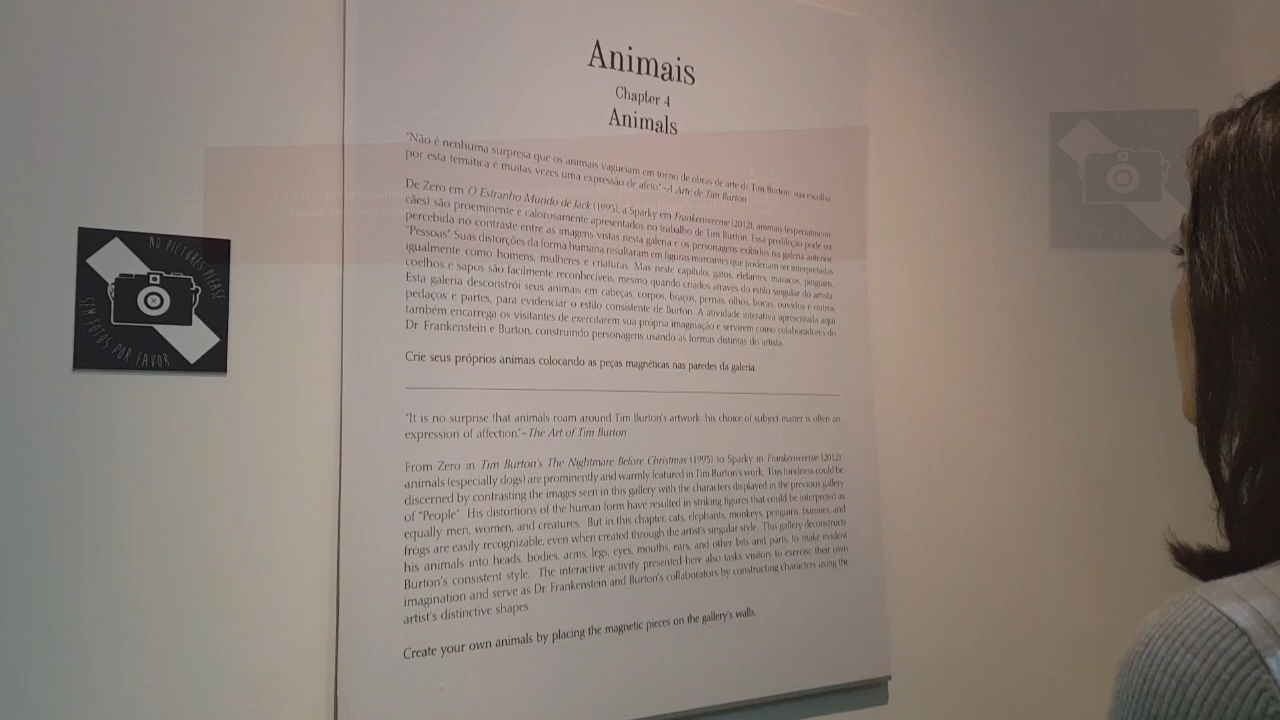 Animais
Chapter 4
Animals
"Não é nenhuma surpresa que os animais vagueiam em torno de obras de arte de Tim Burton: sua escolha
por esta temática é muitas vezes uma expressão de afeto"–A Arte de Tim Burton
De Zero em O Estranho Mundo de Jack (1995), a Sparky em Frankenweenie (2012), animais (especialmente
cães) são proeminente e calorosamente apresentados no trabalho de Tim Burton. Essa predileção pode ser
percebida no contraste entre as imagens vistas nesta galeria e os personagens exibidos na galeria anterior
"Pessoas". Suas distorções da forma humana resultaram em figuras marcantes que poderiam ser interpretadas
igualmente como homens, mulheres e criaturas. Mas neste capítulo, gatos, elefantes, macacos, pinguins,
coelhos e sapos são facilmente reconhecíveis, mesmo quando criados através do estilo singular do artista.
Esta galeria desconstrói seus animais em cabeças, corpos, braços, pernas, olhos, bocas, ouvidos e outros
pedaços e partes, para evidenciar o estilo consistente de Burton. A atividade interativa apresentada aqui
também encarrega os visitantes de exercitarem sua própria imaginação e servirem como colaboradores do
Dr. Frankenstein e Burton, construindo personagens usando as formas distintas do artista.
Crie seus próprios animais colocando as peças magnéticas nas paredes da galeria.
"It is no surprise that animals roam around Tim Burton's artwork: his choice of subject matter is often an
expression of affection."–The Art of Tim Burton
From Zero in Tim Burton's The Nightmare Before Christmas (1995) to Sparky in Frankenweenie (2012),
animals (especially dogs) are prominently and warmly featured in Tim Burton's work. This fondness could be
discerned by contrasting the images seen in this gallery with the characters displayed in the previous gallery
of "People". His distortions of the human form have resulted in striking figures that could be interpreted as
equally men, women, and creatures. But in this chapter, cats, elephants, monkeys, penguins, bunnies, and
frogs are easily recognizable, even when created through the artist's singular style. This gallery deconstructs
his animals into heads, bodies, arms, legs, eyes, mouths, ears, and other bits and parts, to make evident
Burton's consistent style. The interactive activity presented here also tasks visitors to exercise their own
imagination and serve as Dr Frankenstein and Burton's collaborators by constructing characters using the
artist's distinctive shapes.
Create your own animals by placing the magnetic pieces on the gallery's walls.
NO PICTURES PLEASE
SEM FOTOS POR FAVOR